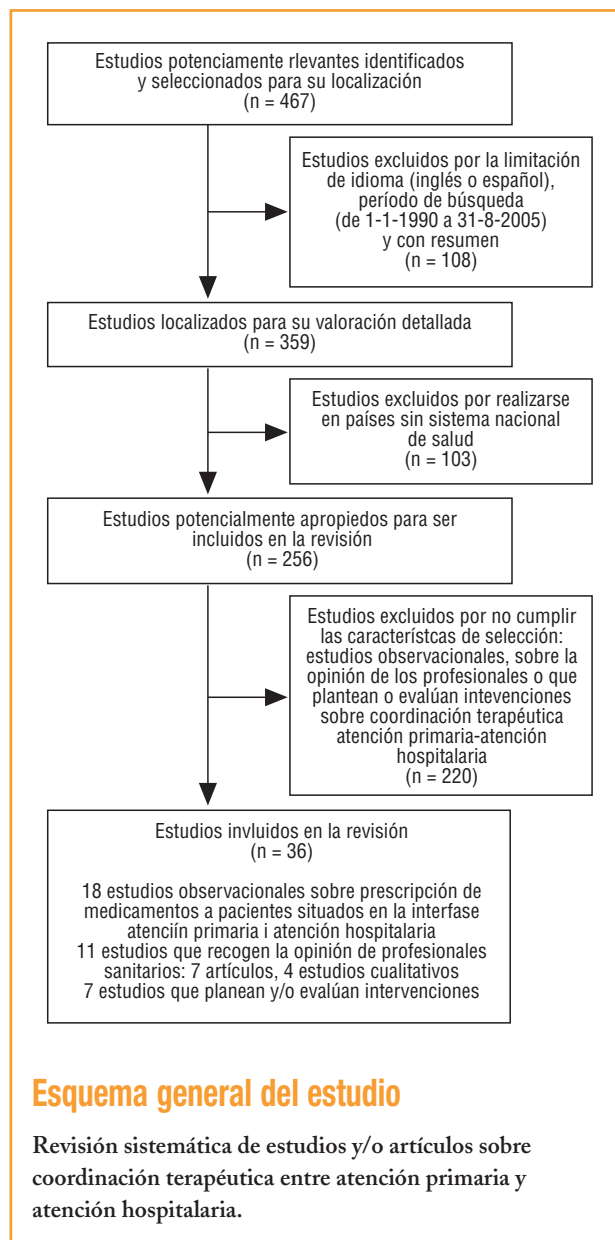 Estudios potenciamente rlevantes identificados
y seleccionados para su localización
(n = 467)
Estudios excluidos por la limitación
de idioma (inglés o español),
período de búsqueda
(de 1-1-1990 a 31-8-2005)
y con resumen
(n = 108)
Estudios localizados para su valoración detallada
(n = 359)
Estudios excluidos por realizarse
en países sin sistema nacional
de salud
(n = 103)
Estudios potencialmente apropiedos para ser
incluidos en la revisión
(n = 256)
Estudios excluidos por no cumplir
las característcas de selección:
estudios observacionales, sobre la
opinión de los profesionales o que
plantean o evalúan intevenciones
sobre coordinación terapéutica
atención primaria-atención
hospitalaria
(n = 220)
Estudios invluidos en la revisión
(n = 36)
18 estudios observacionales sobre prescripción de
medicamentos a pacientes situados en la interfase
atenciín primaria i atención hospitalaria
11 estudios que recogen la opinión de profesionales
sanitarios: 7 artículos, 4 estudios cualitativos
7 estudios que planean y/o evalúan intervenciones
Esquema general del estudio
Revisión sistemática de estudios y/o artículos sobre
coordinación terapéutica entre atención primaria y
atención hospitalaria.